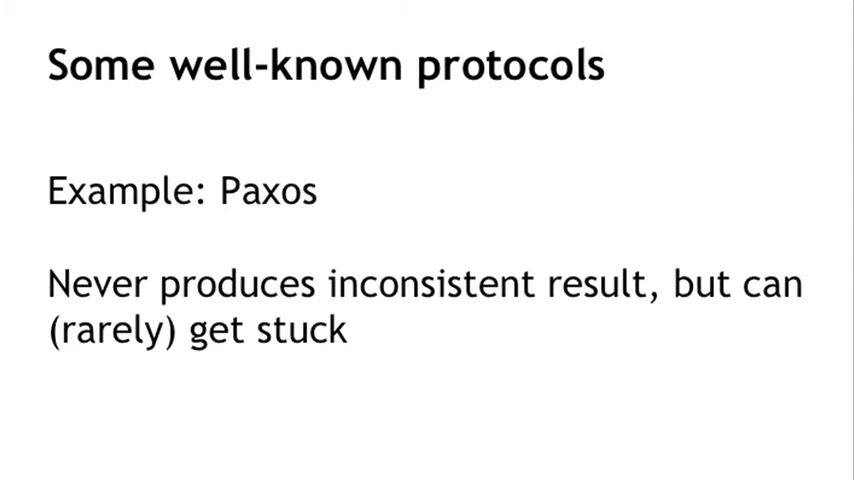 Some well-known protocols
Example: Paxos
Never produces inconsistent result, but can
(rarely) get stuck